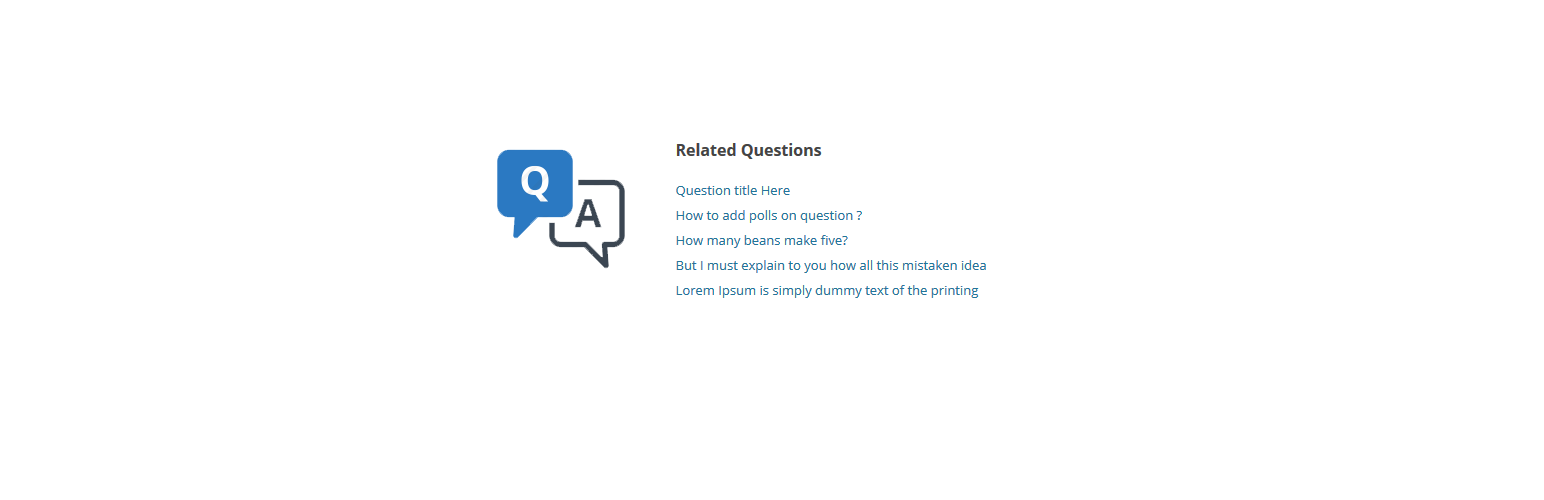 Q
A
Related Questions
Question title Here
How to add polls on question ?
How many beans make five?
But I must explain to you how all this mistaken idea
Lorem Ipsum is simply dummy text of the printing